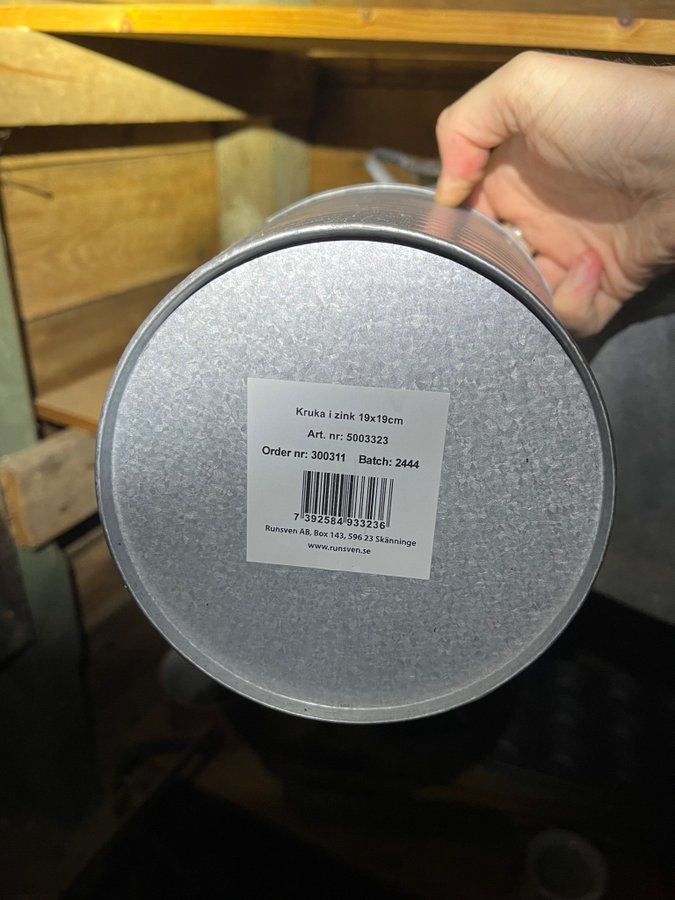 Kruka i zink 19x19cm
Art. nr: 5003323
Order nr: 300311 Batch: 2444
7 392584 933236
Runsven AB, Box 143, 596 23 Skänninge
www.runsven.se